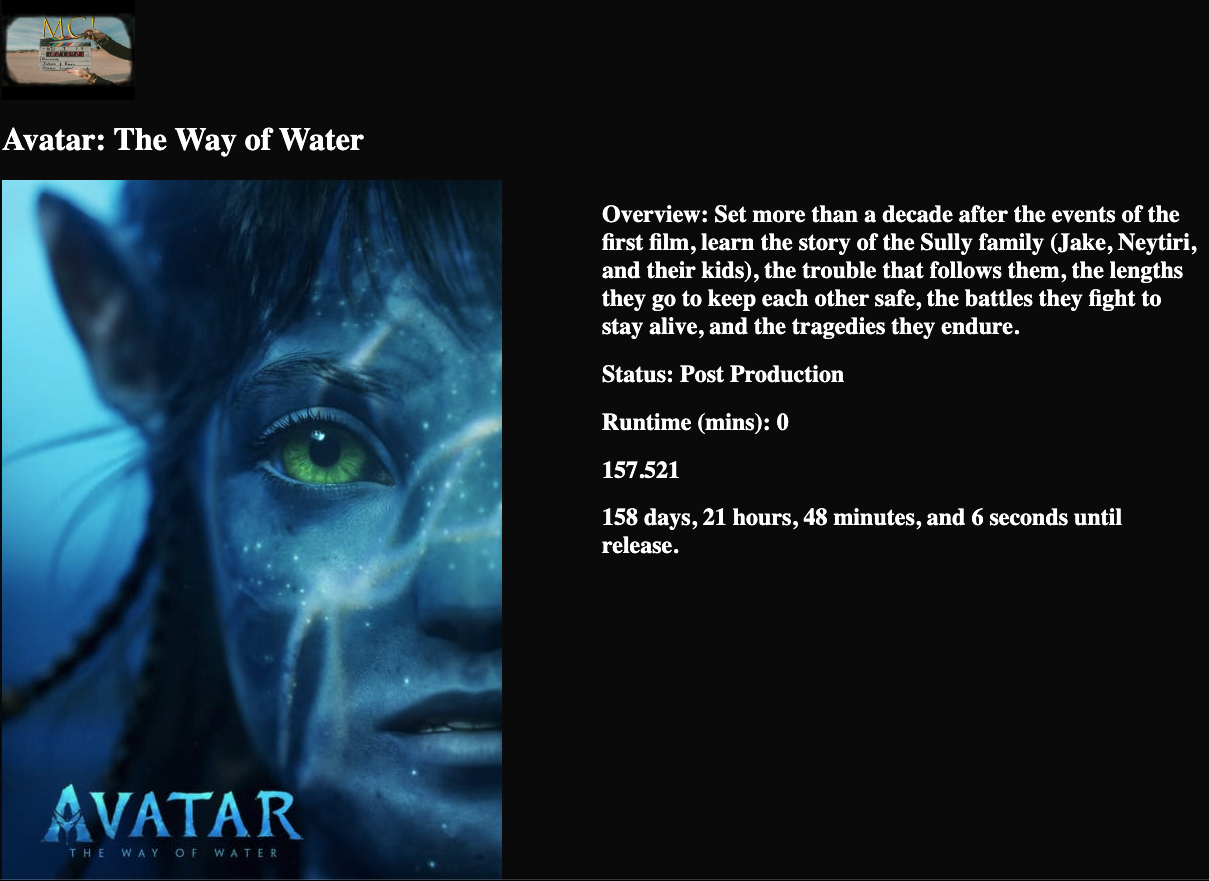 MCU
Avatar: The Way of Water
Overview: Set more than a decade after the events of the
first film, learn the story of the Sully family (Jake, Neytiri,
and their kids), the trouble that follows them, the lengths
they go to keep each other safe, the battles they fight to
stay alive, and the tragedies they endure.
Status: Post Production
Runtime (mins): 0
157.521
158 days, 21 hours, 48 minutes, and 6 seconds until
release.
AVATAR
THE WAY OF WATER